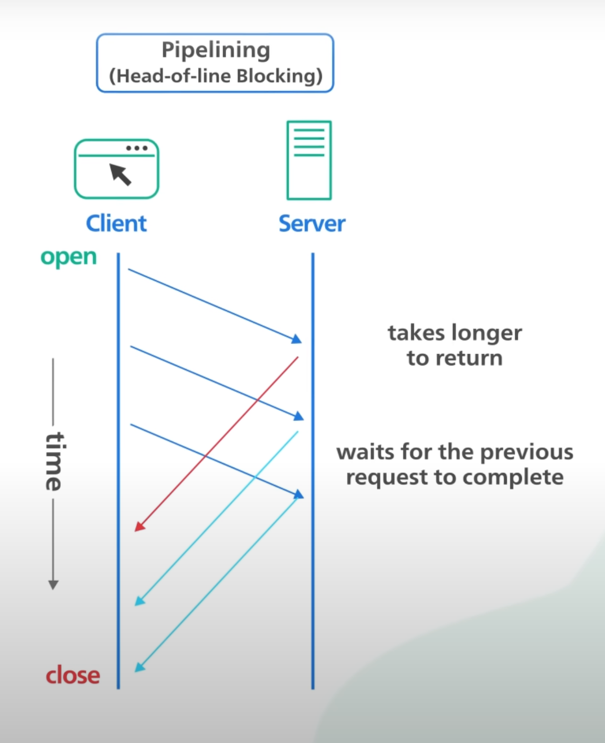 Pipelining
(Head-of-line Blocking)
Client
Server
open
takes longer
to return
time
waits for the previous
request to complete
close